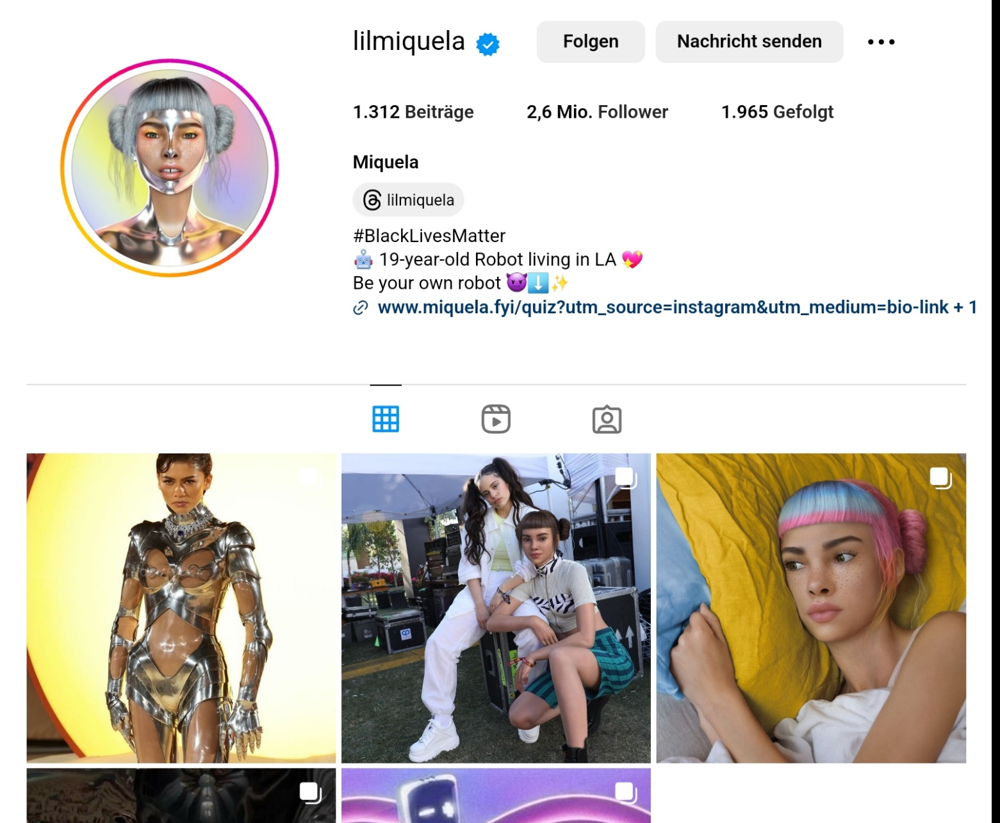 lilmiquela
Folgen
Nachricht senden
1.312 Beiträge
2,6 Mio. Follower
1.965 Gefolgt
Miquela
lilmiquela
#BlackLivesMatter
🤖 19-year-old Robot living in LA 💖
Be your own robot 😈⬇️✨
www.miquela.fyi/quiz?utm_source=instagram&utm_medium=bio-link + 1